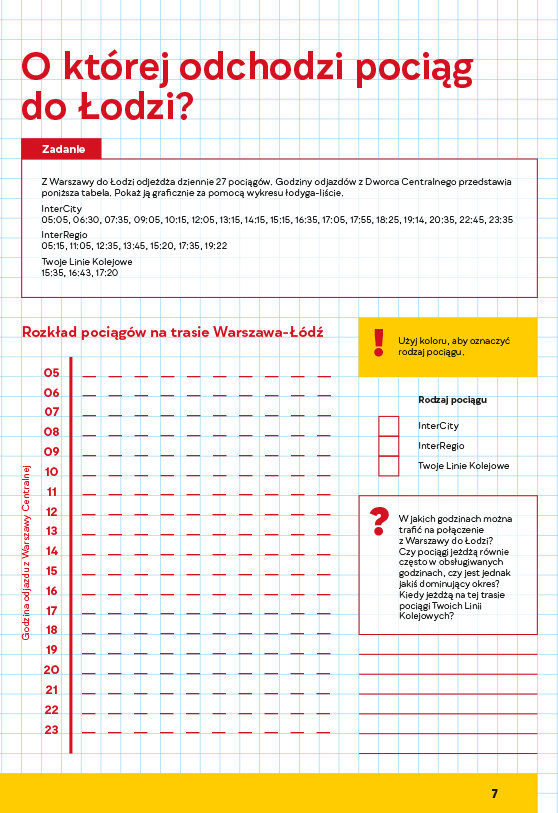 O której odchodzi pociąg
do Łodzi?
Zadanie
Z Warszawy do Łodzi odjeżdża dziennie 27 pociągów. Godziny odjazdów z Dworca Centralnego przedstawia
poniższa tabela. Pokaż ją graficznie za pomocą wykresu łodyga-liście.
InterCity
05:05, 06:30, 07:35, 09:05, 10:15, 12:05, 13:15, 14:15, 15:15, 16:35, 17:05, 17:55, 18:25, 19:14, 20:35, 22:45, 23:35
InterRegio
05:15, 11:05, 12:35, 13:45, 15:20, 17:35, 19:22
Twoje Linie Kolejowe
15:35, 16:43, 17:20
Rozkład pociągów na trasie Warszawa-Łódź
Godzina odjazdu z Warszawy Centralnej
05
06
07
08
09
10
11
12
13
14
15
16
17
18
19
20
21
22
23
!
Użyj koloru, aby oznaczyć
rodzaj pociągu.
Rodzaj pociągu
InterCity
InterRegio
Twoje Linie Kolejowe
?
W jakich godzinach można
trafić na połączenie
z Warszawy do Łodzi?
Czy pociągi jeżdżą równie
często w obsługiwanych
godzinach, czy jest jednak
jakiś dominujący okres?
Kiedy jeżdżą na tej trasie
pociągi Twoich Linii
Kolejowych?
7